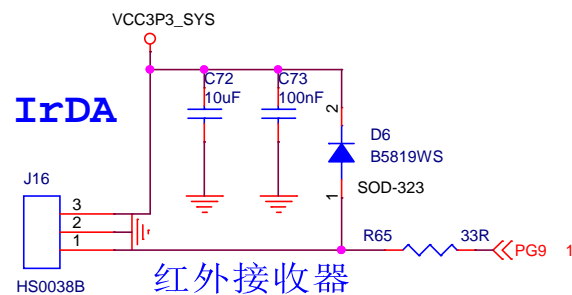 VCC3P3_SYS
C72
10uF
C73
100nF
IrDA
2
D6
B5819WS
J16
SOD-323
1
3
2
1
R65
33R
PG9
1
HS0038B
红外接收器